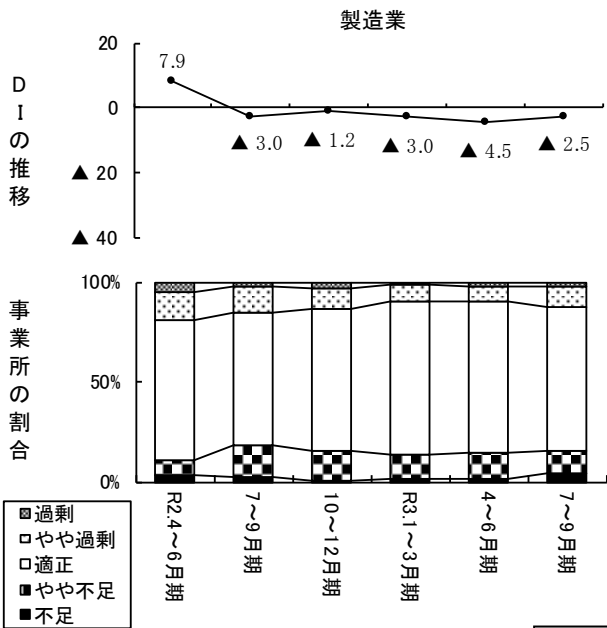 製造業
DIの推移
20
0
▲ 20
▲ 40
7.9
▲ 3.0
▲ 1.2
▲ 3.0
▲ 4.5
▲ 2.5
事業所の割合
100%
50%
0%
R2.4～6月期
7～9月期
10～12月期
R3.1～3月期
4～6月期
7～9月期
過剰
やや過剰
適正
やや不足
不足